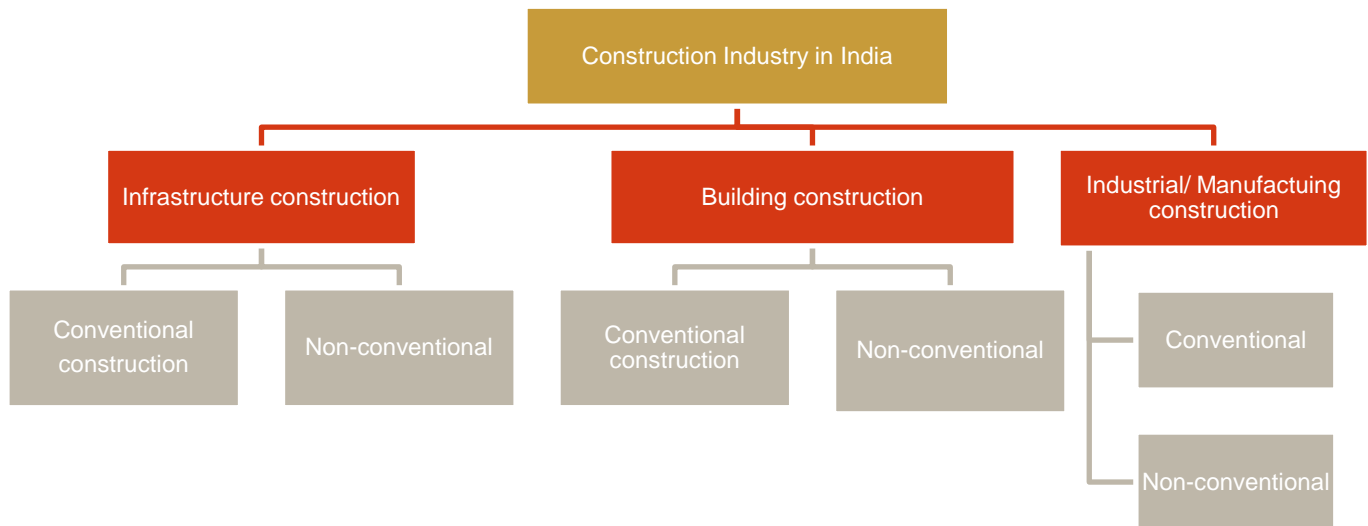 Construction Industry in India
Infrastructure construction
Building construction
Industrial/ Manufactuing
construction
Conventional
construction
Non-conventional
Conventional
construction
Non-conventional
Conventional
Non-conventional